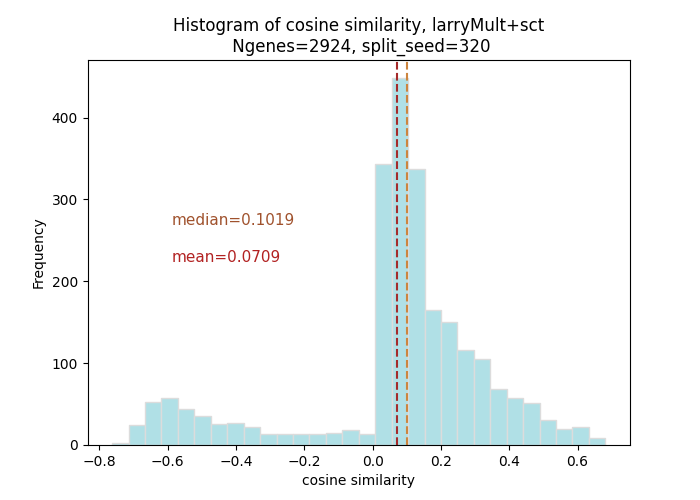 Histogram of cosine similarity, larryMult+sct
Ngenes=2924, split_seed=320
Frequency
400
300
200
100
0
median=0.1019
mean=0.0709
−0.8 −0.6 −0.4 −0.2 0.0 0.2 0.4 0.6
cosine similarity